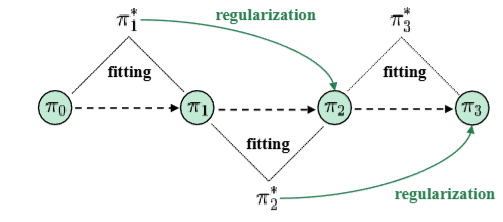 π₁* regularization π₃*
fitting fitting
π₀ π₁ π₂ π₃
fitting
π₂* regularization